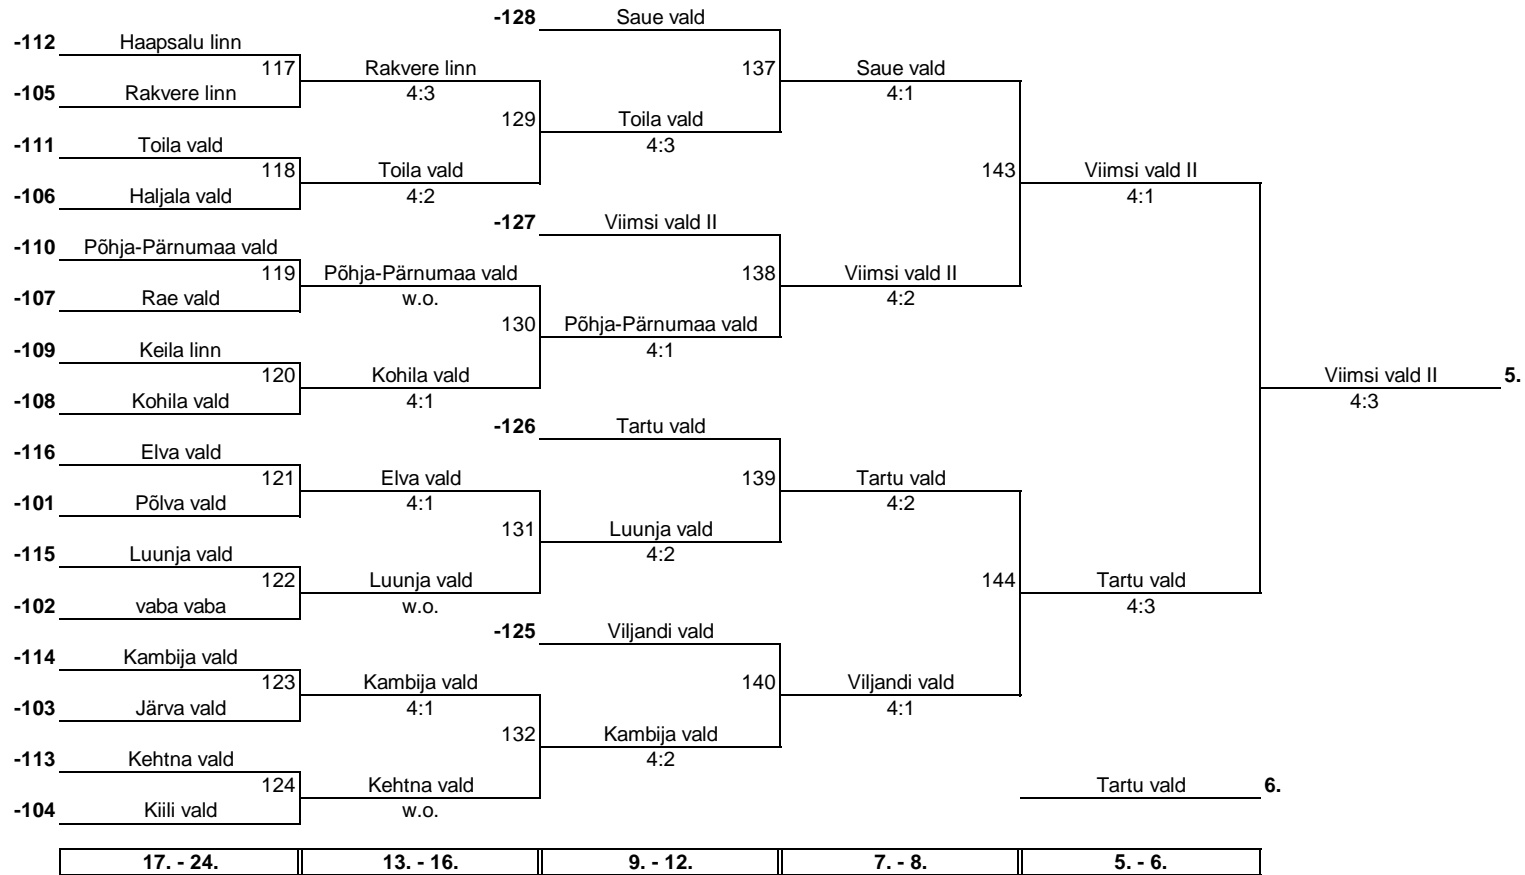 -128 Saue vald
-112 Haapsalu linn
117 Rakvere linn 137 Saue vald
-105 Rakvere linn 4:3 4:1
129 Toila vald
-111 Toila vald 4:3
118 Toila vald 143 Viimsi vald II
-106 Haljala vald 4:2 4:1
-127 Viimsi vald II
-110 Põhja-Pärnumaa vald
119 Põhja-Pärnumaa vald 138 Viimsi vald II
-107 Rae vald w.o. 4:2
130 Põhja-Pärnumaa vald
-109 Keila linn 4:1
120 Kohila vald Viimsi vald II 5.
-108 Kohila vald 4:1 4:3
-126 Tartu vald
-116 Elva vald
121 Elva vald 139 Tartu vald
-101 Põlva vald 4:1 4:2
131 Luunja vald
-115 Luunja vald 4:2
122 Luunja vald 144 Tartu vald
-102 vaba vaba w.o. 4:3
-125 Viljandi vald
-114 Kambija vald
123 Kambija vald 140 Viljandi vald
-103 Järva vald 4:1 4:1
132 Kambija vald
-113 Kehtna vald 4:2
124 Kehtna vald Tartu vald 6.
-104 Kiili vald w.o.
17. - 24. 13. - 16. 9. - 12. 7. - 8. 5. - 6.